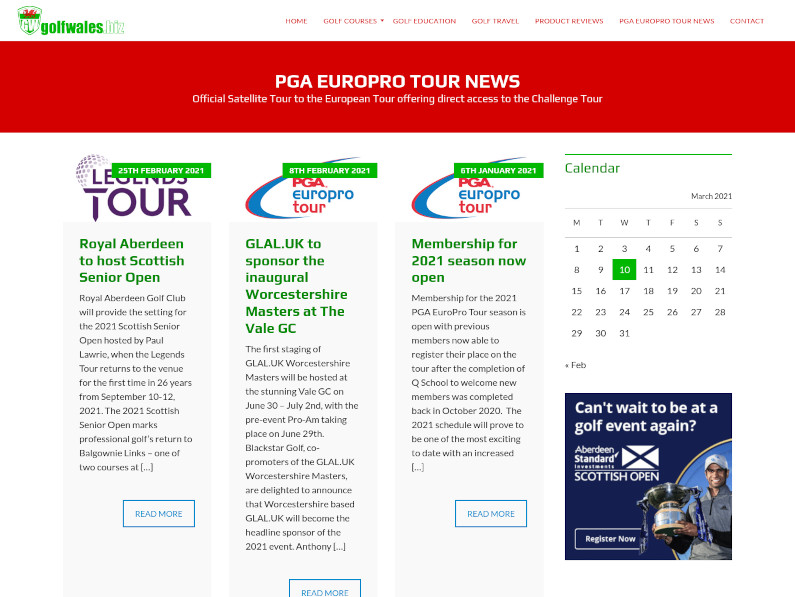 golfwales.biz
HOME
GOLF COURSES
GOLF EDUCATION
GOLF TRAVEL
PRODUCT REVIEWS
PGA EUROPRO TOUR NEWS
CONTACT
PGA EUROPRO TOUR NEWS
Official Satellite Tour to the European Tour offering direct access to the Challenge Tour
25TH FEBRUARY 2021
LEGENDS
TOUR
Royal Aberdeen
to host Scottish
Senior Open
Royal Aberdeen Golf Club
will provide the setting for
the 2021 Scottish Senior
Open hosted by Paul
Lawrie, when the Legends
Tour returns to the venue
for the first time in 26 years
from September 10-12,
2021. The 2021 Scottish
Senior Open marks
professional golf's return to
Balgownie Links – one of
two courses at […]
READ MORE
8TH FEBRUARY 2021
PGA
europro
tour
GLAL.UK to
sponsor the
inaugural
Worcestershire
Masters at The
Vale GC
The first staging of
GLAL.UK Worcestershire
Masters will be hosted at
the stunning Vale GC on
June 30 – July 2nd, with the
pre-event Pro-Am taking
place on June 29th.
Blackstar Golf, co-
promoters of the GLAL.UK
Worcestershire Masters,
are delighted to announce
that Worcestershire based
GLAL.UK will become the
headline sponsor of the
2021 event. Anthony […]
READ MORE
8TH JANUARY 2021
PGA
europro
tour
Membership for
2021 season now
open
Membership for the 2021
PGA EuroPro Tour season is
open with previous
members now able to
register their place on the
tour after the completion of
Q School to welcome new
members was completed
back in October 2020.  The
2021 schedule will prove to
be one of the most exciting
to date with an increased
[…]
READ MORE
Calendar
March 2021
M T W T F S S
1 2 3 4 5 6 7
8 9 10 11 12 13 14
15 16 17 18 19 20 21
22 23 24 25 26 27 28
29 30 31
« Feb
Can't wait to be at a
golf event again?
Aberdeen
Standard
Investments
SCOTTISH OPEN
Register Now